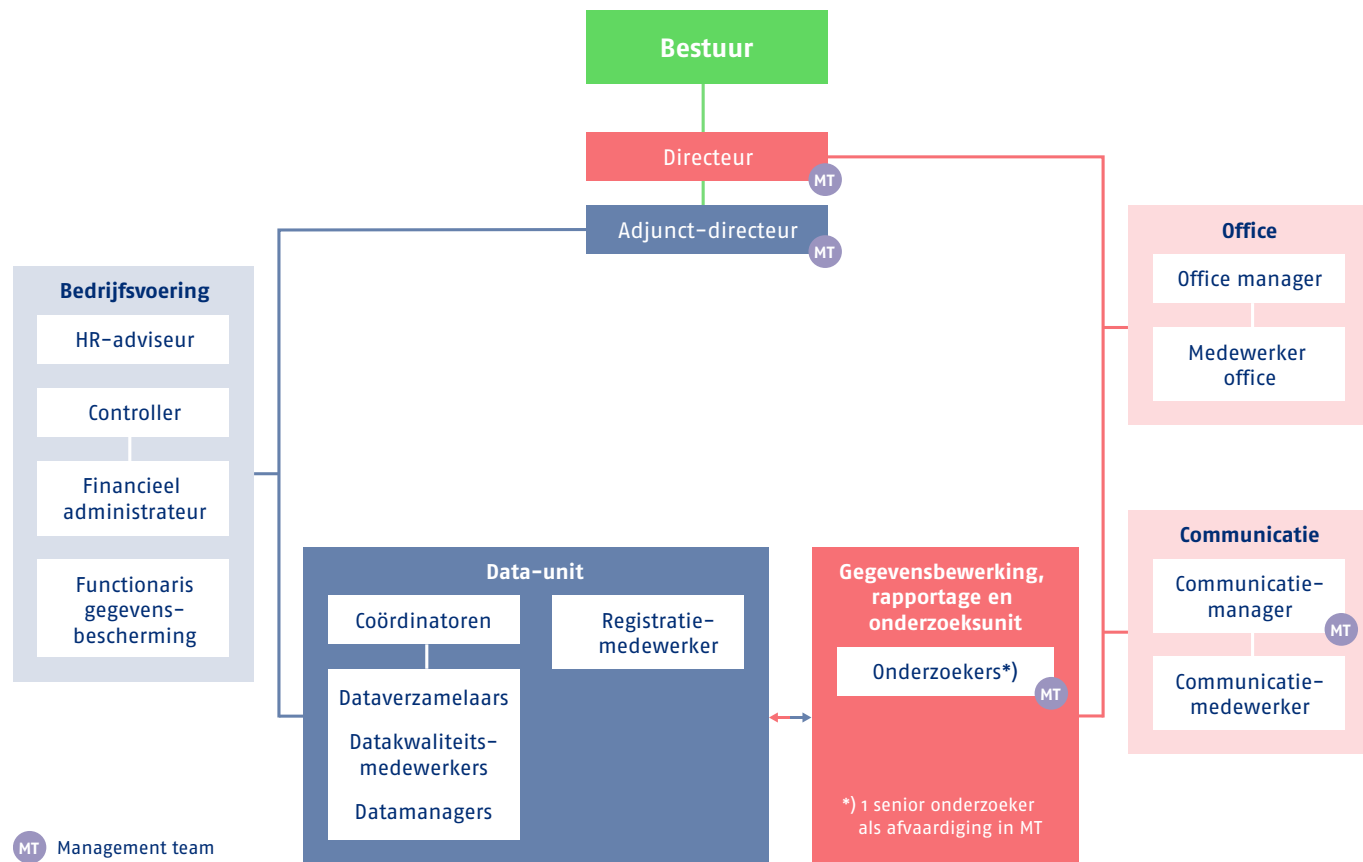 Bestuur
Directeur
MT
Adjunct-directeur
MT
Bedrijfsvoering
HR-adviseur
Controller
Financieel
administrateur
Functionaris
gegevens-
bescherming
Data-unit
Coördinatoren
Dataverzamelaars
Datakwaliteits-
medewerkers
Datamanagers
Registratie-
medewerker
Gegevensbewerking,
rapportage en
onderzoeksunit
Onderzoekers*)
MT
*) 1 senior onderzoeker
als afvaardiging in MT
Office
Office manager
Medewerker
office
Communicatie
Communicatie-
manager
MT
Communicatie-
medewerker
MT Management team